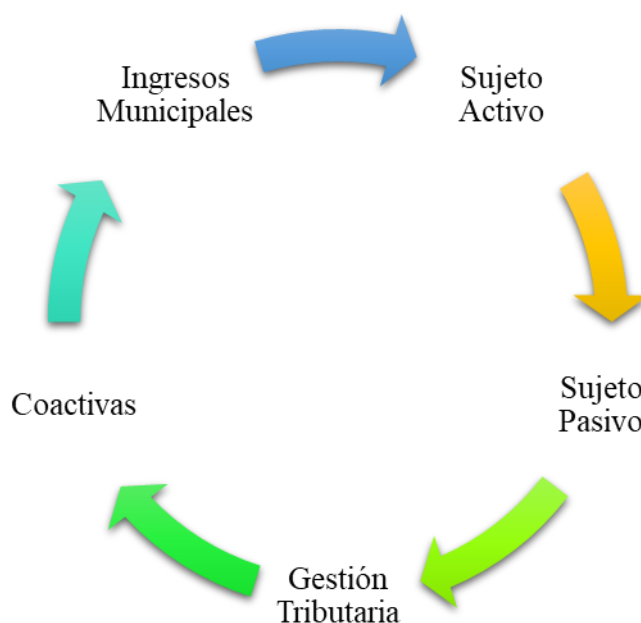 Ingresos
Municipales
Sujeto
Activo
Sujeto
Pasivo
Gestión
Tributaria
Coactivas